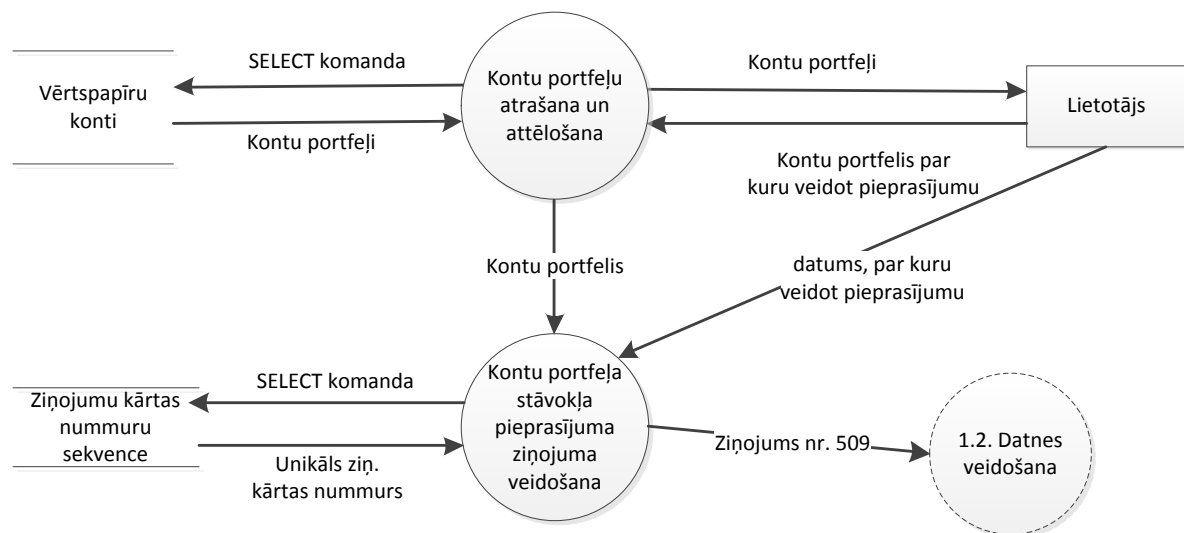 SELECT komanda
Vērtspapīru
konti
Kontu portfeļi
Kontu portfeļu
atrašana un
attēlošana
Kontu portfeļi
Lietotājs
Kontu portfelis par
kuru veidot pieprasījumu
Kontu portfelis
datums, par kuru
veidot pieprasījumu
SELECT komanda
Ziņojumu kārtas
nummuru
sekvence
Unikāls ziņ.
kārtas nummurs
Kontu portfeļa
stāvokļa
pieprasījuma
ziņojuma
veidošana
Ziņojums nr. 509
1.2. Datnes
veidošana